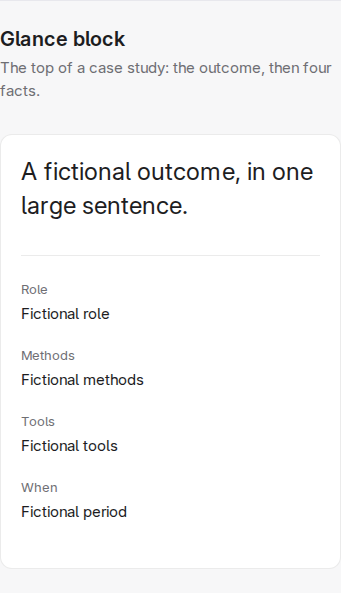 Glance block
The top of a case study: the outcome, then four
facts.
A fictional outcome, in one
large sentence.
Role
Fictional role
Methods
Fictional methods
Tools
Fictional tools
When
Fictional period